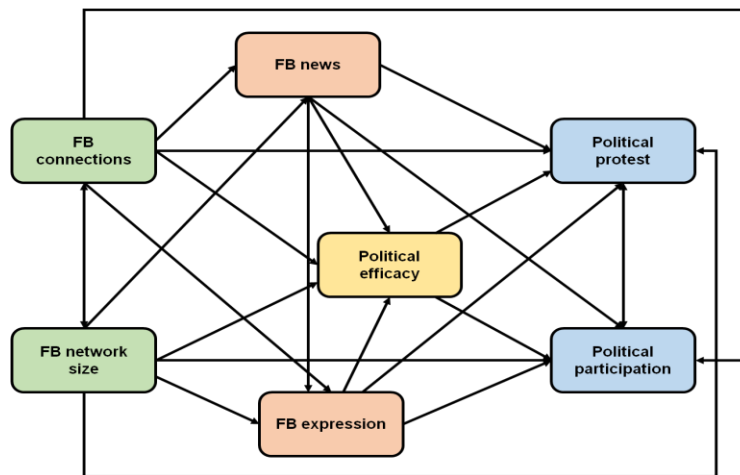 FB news
FB
connections
Political
protest
Political
efficacy
FB network
size
Political
participation
FB expression